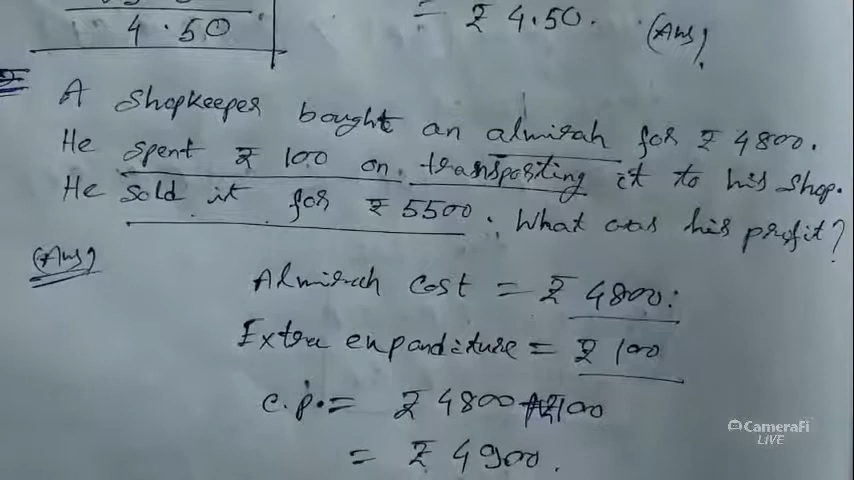 4.50
= ₹ 4.50. (Ans).
A Shopkeeper bought an almirah for ₹ 4800.
He spent ₹ 100 on transporting it to his shop.
He sold it for ₹ 5500. What was his profit?
(Ans)
Almirah cost = ₹ 4800.
Extra expanditure = ₹ 100
C.P. = ₹ 4800 + ₹ 100
= ₹ 4900.
CameraFi
LIVE